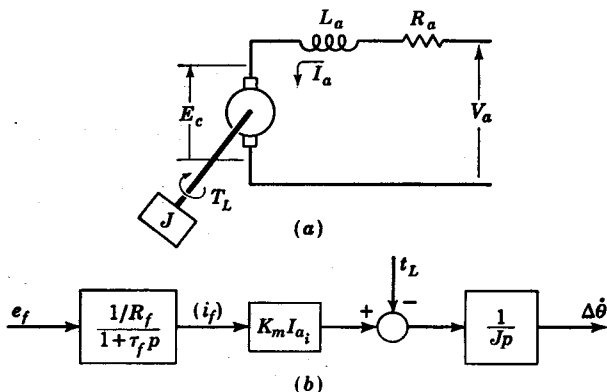 L_a R_a
I_a
E_c V_a
T_L
J
(a)
t_L
e_f 1/R_f / 1 + τ_f p (i_f) K_m I_{a_i} + − 1 / Jp Δθ̇
(b)